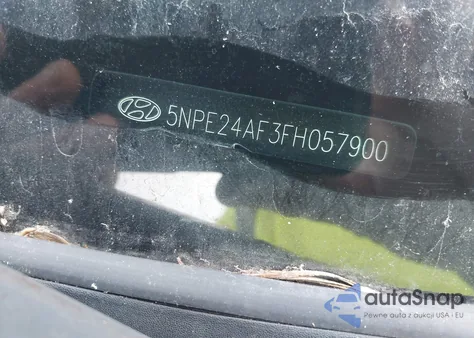 5NPE24AF3FH057900
autaSnap
Pewne auta z aukcji USA - EU